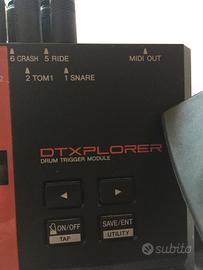 6 CRASH 5 RIDE MIDI OUT
2 TOM1 1 SNARE
DTXPLORER
DRUM TRIGGER MODULE
ON/OFF SAVE/ENT
TAP UTILITY
subito